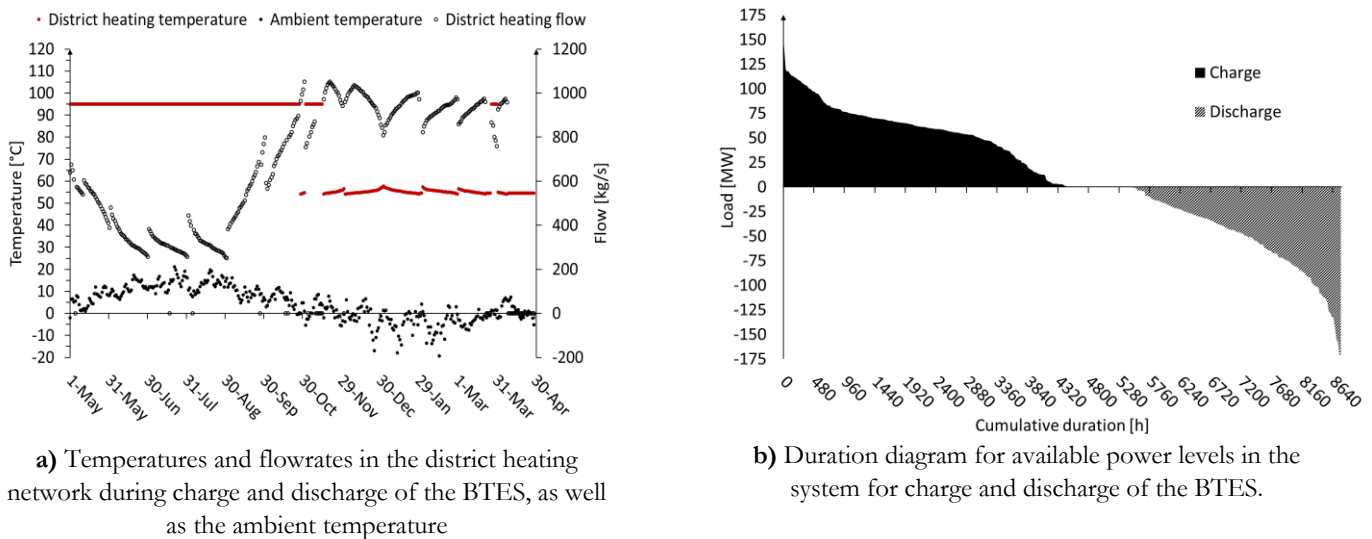 District heating temperature • Ambient temperature ○ District heating flow
120
110
100
90
80
70
60
50
40
30
20
10
0
-10
-20
Temperature [°C]
1200
1000
800
600
400
200
0
-200
Flow [kg/s]
1-May
31-May
30-Jun
31-Jul
30-Aug
30-Sep
30-Oct
29-Nov
30-Dec
29-Jan
1-Mar
31-Mar
30-Apr
a) Temperatures and flowrates in the district heating
network during charge and discharge of the BTES, as well
as the ambient temperature
175
150
125
100
75
50
25
0
-25
-50
-75
-100
-125
-150
-175
Load [MW]
Charge
Discharge
0
480
960
1440
1920
2400
2880
3360
3840
4320
4800
5280
5760
6240
6720
7200
7680
8160
8640
Cumulative duration [h]
b) Duration diagram for available power levels in the
system for charge and discharge of the BTES.